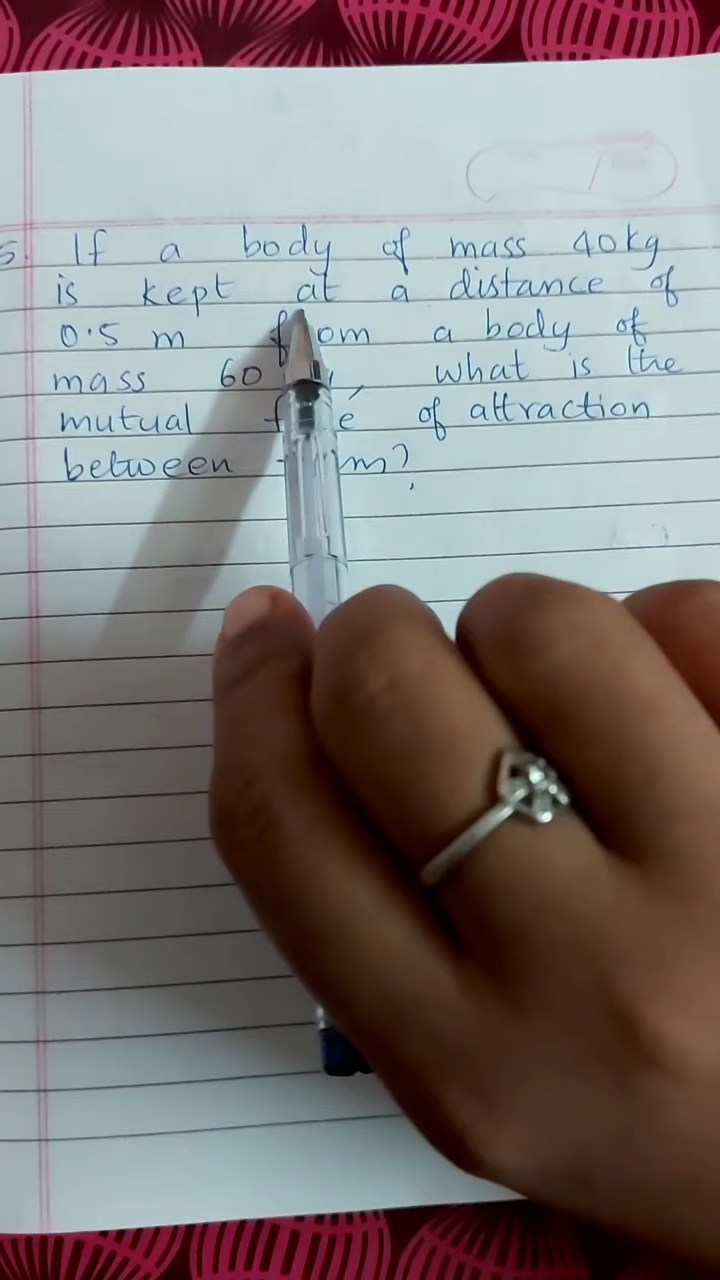 5. If a body of mass 40kg
is kept at a distance of
0.5 m from a body of
mass 60 , what is the
mutual of attraction
between